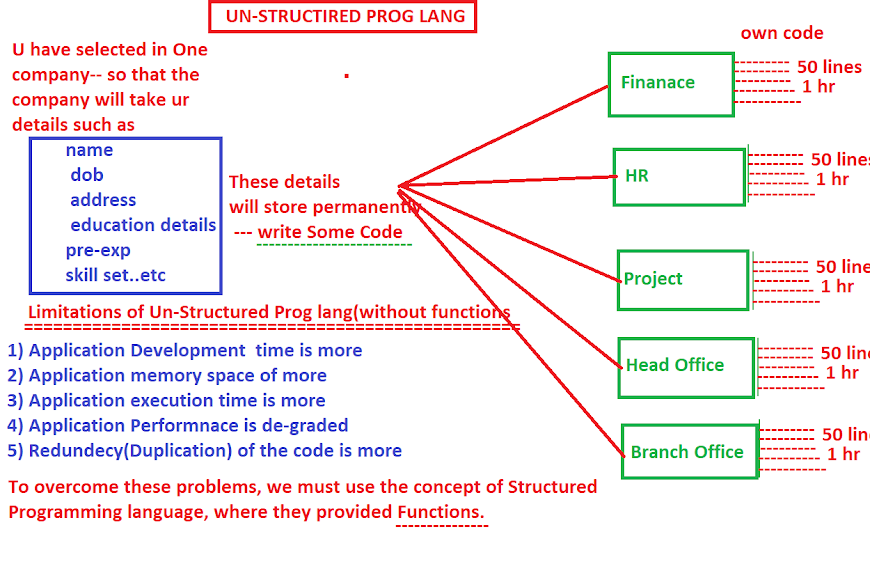 UN-STRUCTIRED PROG LANG
U have selected in One
company-- so that the
company will take ur
details such as
name
dob
address
education details
pre-exp
skill set..etc
These details
will store permanently
--- write Some Code
own code
Finanace
50 lines
1 hr
HR
50 lines
1 hr
Project
50 line
1 hr
Head Office
50 line
1 hr
Branch Office
50 line
1 hr
Limitations of Un-Structured Prog lang(without functions
1) Application Development time is more
2) Application memory space of more
3) Application execution time is more
4) Application Performnace is de-graded
5) Redundecy(Duplication) of the code is more
To overcome these problems, we must use the concept of Structured
Programming language, where they provided Functions.